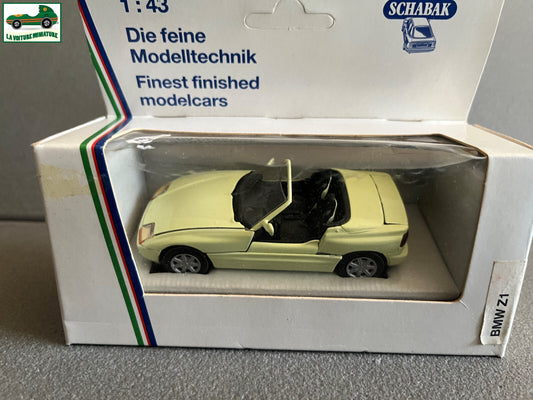 LA VOITURE MINIATURE
1:43
SCHABAK
Die feine
Modelltechnik
Finest finished
modelcars
BMW Z1